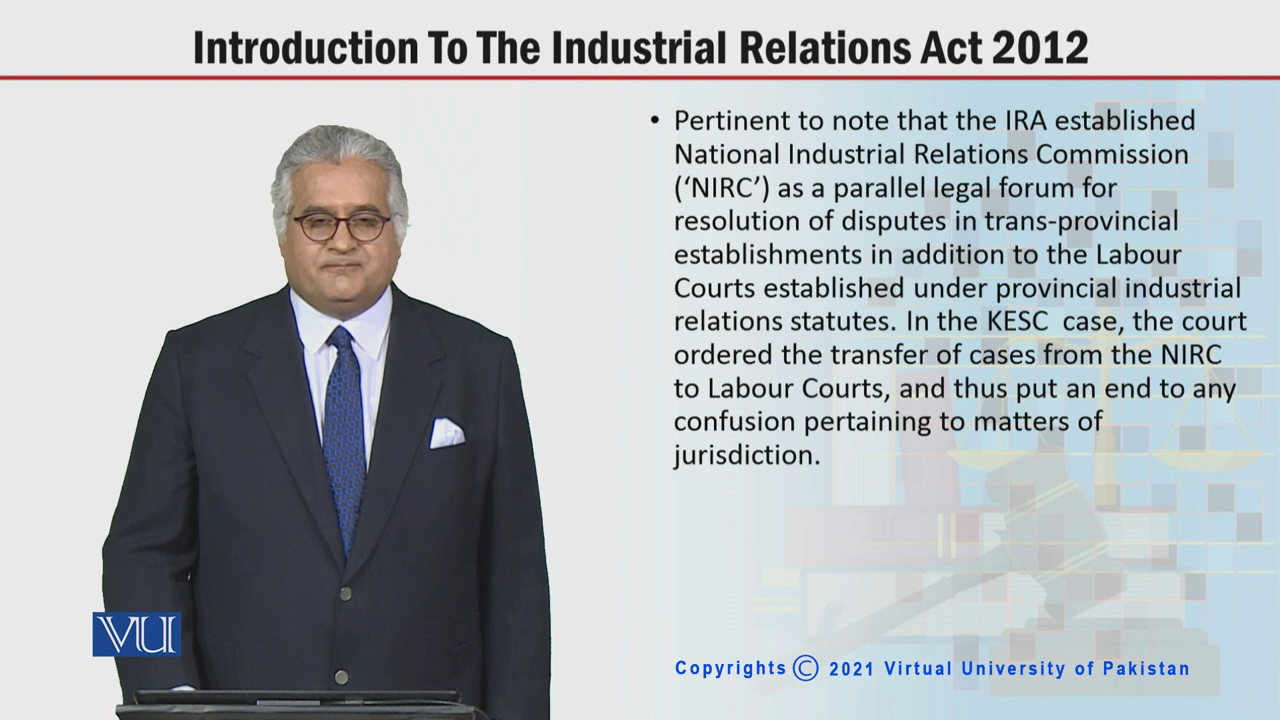 Introduction To The Industrial Relations Act 2012
• Pertinent to note that the IRA established
National Industrial Relations Commission
(‘NIRC’) as a parallel legal forum for
resolution of disputes in trans-provincial
establishments in addition to the Labour
Courts established under provincial industrial
relations statutes. In the KESC case, the court
ordered the transfer of cases from the NIRC
to Labour Courts, and thus put an end to any
confusion pertaining to matters of
jurisdiction.
VU
Copyrights © 2021 Virtual University of Pakistan